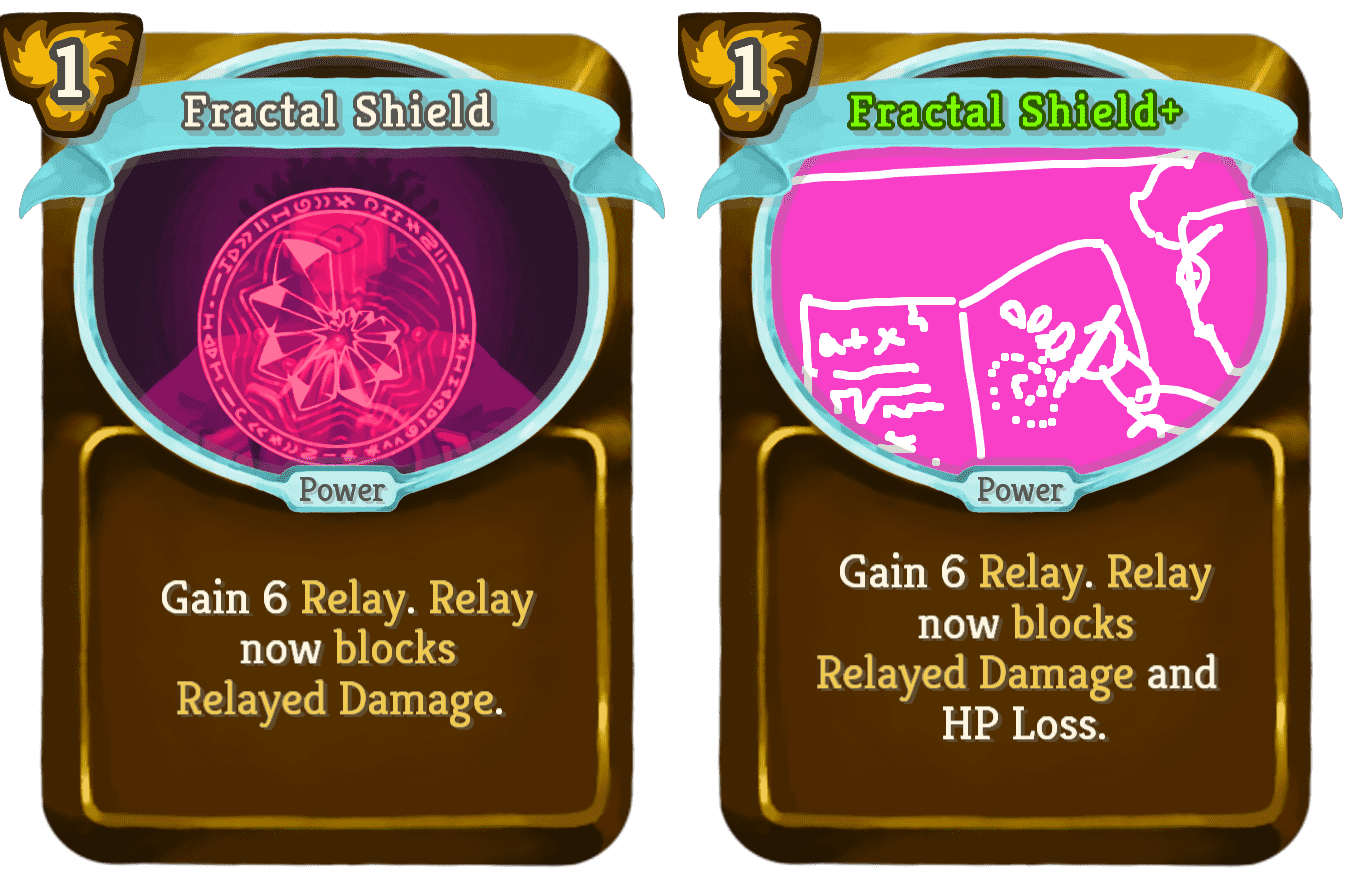 1
Fractal Shield
Power
Gain 6 Relay. Relay
now blocks
Relayed Damage.
1
Fractal Shield+
a+x
Power
Gain 6 Relay. Relay
now blocks
Relayed Damage and
HP Loss.